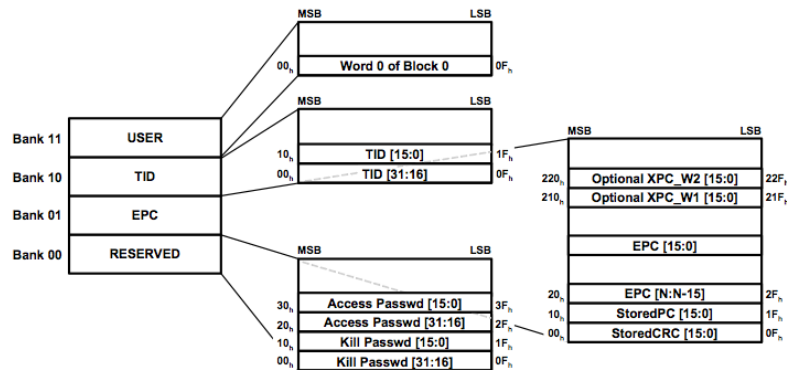 MSB LSB
00h Word 0 of Block 0 0Fh
MSB LSB
10h TID [15:0] 1Fh
00h TID [31:16] 0Fh
Bank 11 USER
Bank 10 TID
Bank 01 EPC
Bank 00 RESERVED
MSB LSB
30h Access Passwd [15:0] 3Fh
20h Access Passwd [31:16] 2Fh
10h Kill Passwd [15:0] 1Fh
00h Kill Passwd [31:16] 0Fh
MSB LSB
220h Optional XPC_W2 [15:0] 22Fh
210h Optional XPC_W1 [15:0] 21Fh
EPC [15:0]
20h EPC [N:N-15] 2Fh
10h StoredPC [15:0] 1Fh
00h StoredCRC [15:0] 0Fh